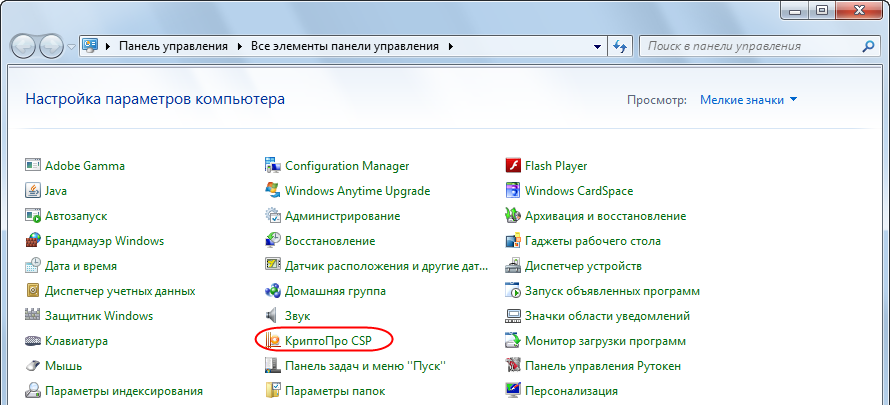 Панель управления Все элементы панели управления Поиск в панели управления
Настройка параметров компьютера Просмотр: Мелкие значки
Adobe Gamma Configuration Manager Flash Player
Java Windows Anytime Upgrade Windows CardSpace
Автозапуск Администрирование Архивация и восстановление
Брандмауэр Windows Восстановление Гаджеты рабочего стола
Дата и время Датчик расположения и другие дат... Диспетчер устройств
Диспетчер учетных данных Домашняя группа Запуск объявленных программ
Защитник Windows Звук Значки области уведомлений
Клавиатура КриптоПро CSP Монитор загрузки программ
Мышь Панель задач и меню "Пуск" Панель управления Рутокен
Параметры индексирования Параметры папок Персонализация